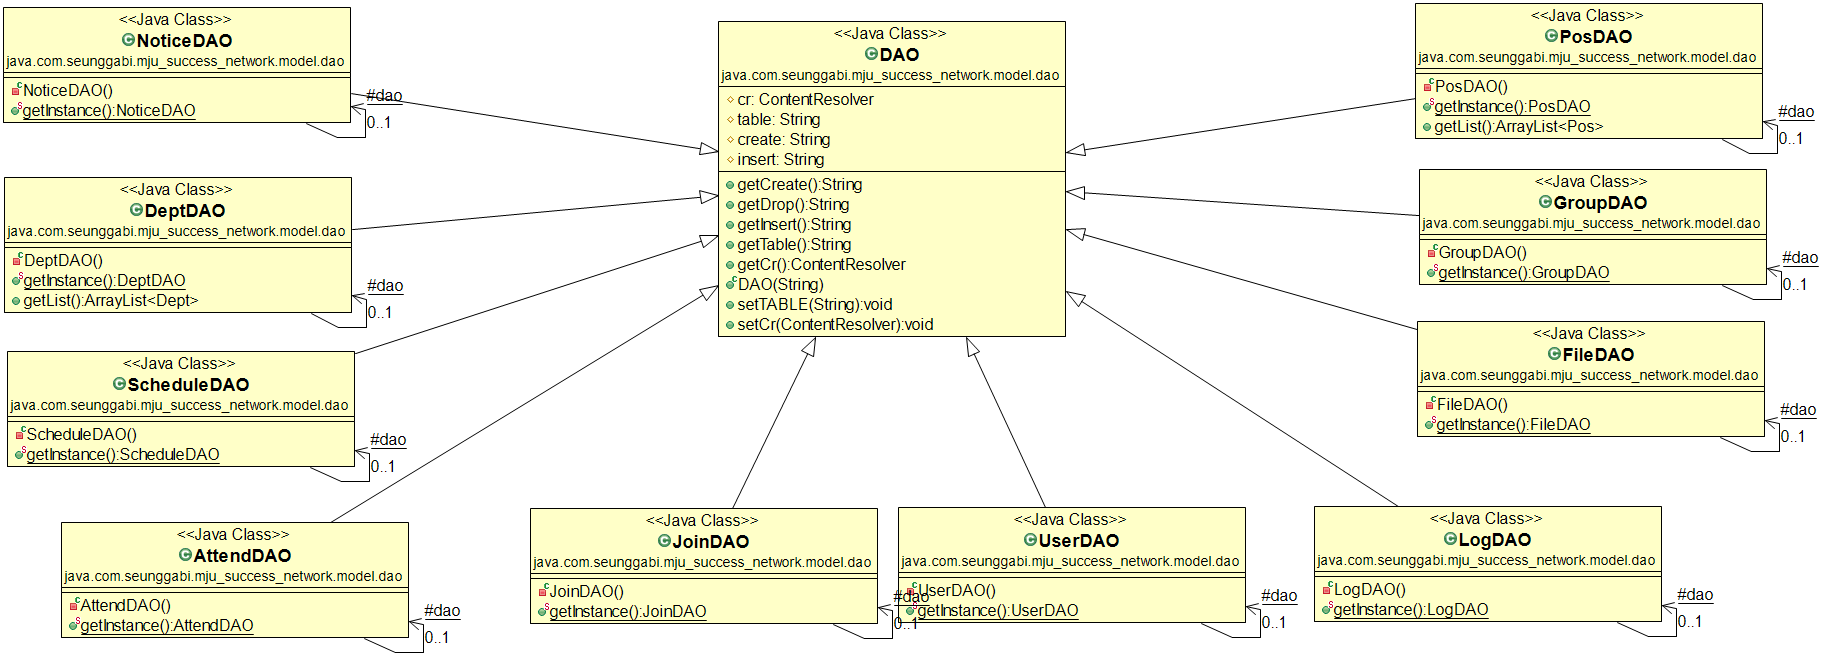 <<Java Class>>
NoticeDAO
java.com.seunggabi.mju_success_network.model.dao
NoticeDAO()
getInstance():NoticeDAO
#dao
0..1
<<Java Class>>
DeptDAO
java.com.seunggabi.mju_success_network.model.dao
DeptDAO()
getInstance():DeptDAO
getList():ArrayList<Dept>
#dao
0..1
<<Java Class>>
ScheduleDAO
java.com.seunggabi.mju_success_network.model.dao
ScheduleDAO()
getInstance():ScheduleDAO
#dao
0..1
<<Java Class>>
AttendDAO
java.com.seunggabi.mju_success_network.model.dao
AttendDAO()
getInstance():AttendDAO
#dao
0..1
<<Java Class>>
DAO
java.com.seunggabi.mju_success_network.model.dao
cr: ContentResolver
table: String
create: String
insert: String
getCreate():String
getDrop():String
getInsert():String
getTable():String
getCr():ContentResolver
DAO(String)
setTABLE(String):void
setCr(ContentResolver):void
<<Java Class>>
JoinDAO
java.com.seunggabi.mju_success_network.model.dao
JoinDAO()
getInstance():JoinDAO
#dao
0..1
<<Java Class>>
UserDAO
java.com.seunggabi.mju_success_network.model.dao
UserDAO()
getInstance():UserDAO
#dao
0..1
<<Java Class>>
PosDAO
java.com.seunggabi.mju_success_network.model.dao
PosDAO()
getInstance():PosDAO
getList():ArrayList<Pos>
#dao
0..1
<<Java Class>>
GroupDAO
java.com.seunggabi.mju_success_network.model.dao
GroupDAO()
getInstance():GroupDAO
#dao
0..1
<<Java Class>>
FileDAO
java.com.seunggabi.mju_success_network.model.dao
FileDAO()
getInstance():FileDAO
#dao
0..1
<<Java Class>>
LogDAO
java.com.seunggabi.mju_success_network.model.dao
LogDAO()
getInstance():LogDAO
#dao
0..1